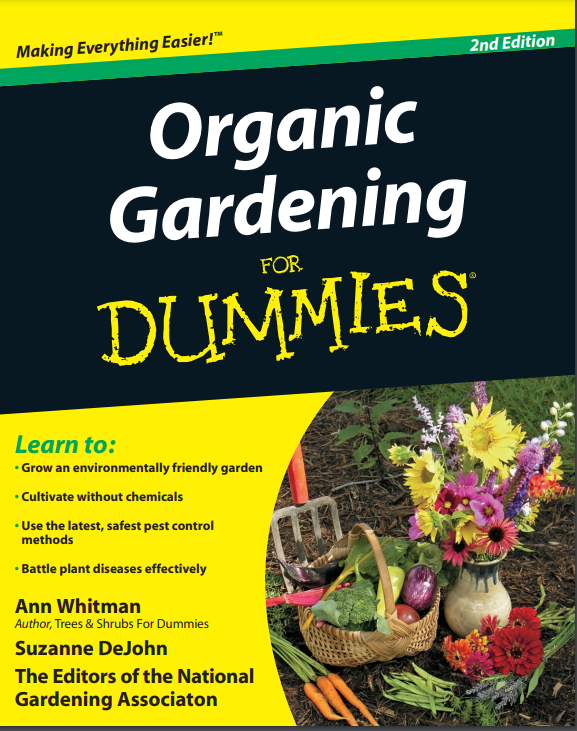 Making Everything Easier!™
2nd Edition
Organic
Gardening
FOR
DUMMIES®
Learn to:
• Grow an environmentally friendly garden
• Cultivate without chemicals
• Use the latest, safest pest control
methods
• Battle plant diseases effectively
Ann Whitman
Author, Trees & Shrubs For Dummies
Suzanne DeJohn
The Editors of the National
Gardening Associaton